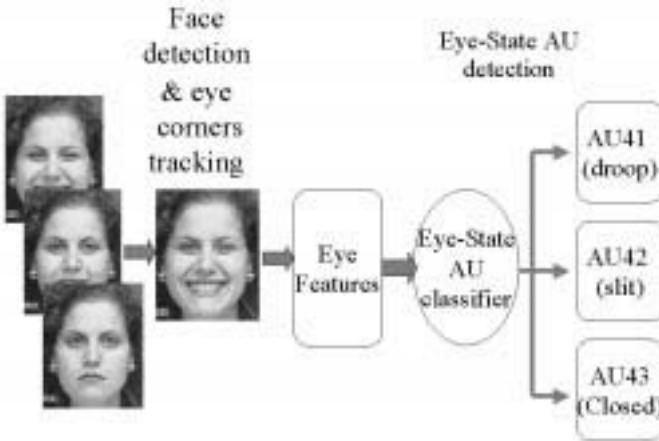 Face
detection
& eye
corners
tracking
Eye-State AU
detection
Eye
Features
Eye-State
AU
classifier
AU41
(droop)
AU42
(slit)
AU43
(Closed)